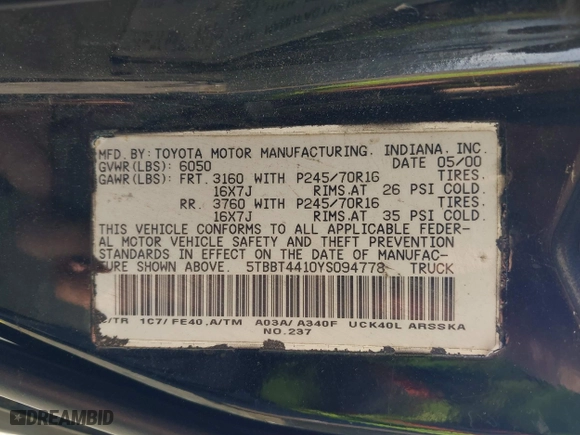 MFD. BY: TOYOTA MOTOR MANUFACTURING. INDIANA, INC.
GVWR(LBS): 6050 DATE 05/00
GAWR(LBS): FRT. 3160 WITH P245/70R16 TIRES.
16X7J RIMS.AT 26 PSI COLD.
RR. 3760 WITH P245/70R16 TIRES.
16X7J RIMS.AT 35 PSI COLD.
THIS VEHICLE CONFORMS TO ALL APPLICABLE FEDER-
AL MOTOR VEHICLE SAFETY AND THEFT PREVENTION
STANDARDS IN EFFECT ON THE DATE OF MANUFAC-
TURE SHOWN ABOVE. 5TBBT4410YS094778 TRUCK
C/TR 1C7/ FE40 ,A/TM A03A/ A340F UCK40L ARSSKA
NO.237
DREAMBID